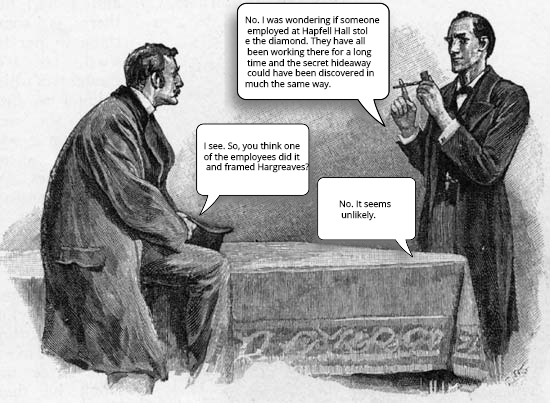 No. I was wondering if someone
employed at Hapfell Hall stol
e the diamond. They have all
been working there for a long
time and the secret hideaway
could have been discovered in
much the same way.
I see. So, you think one
of the employees did it
and framed Hargreaves?
No. It seems
unlikely.